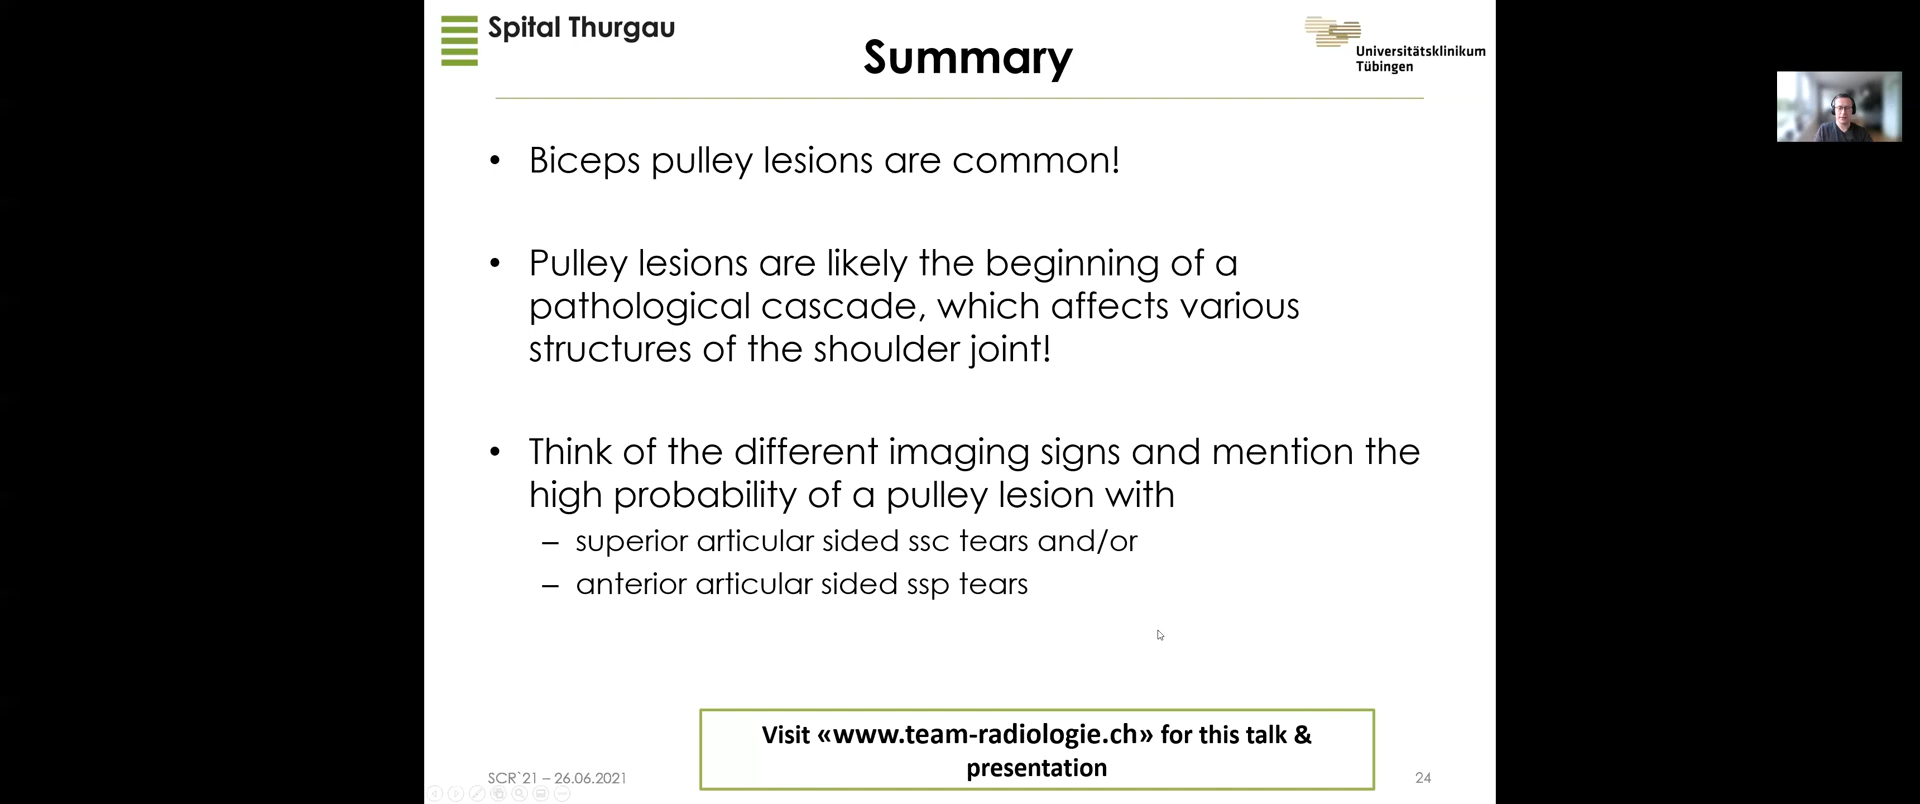 Spital Thurgau
Summary
Universitätsklinikum
Tübingen
• Biceps pulley lesions are common!
• Pulley lesions are likely the beginning of a
pathological cascade, which affects various
structures of the shoulder joint!
• Think of the different imaging signs and mention the
high probability of a pulley lesion with
– superior articular sided ssc tears and/or
– anterior articular sided ssp tears
Visit «www.team-radiologie.ch» for this talk &
presentation
SCR`21 – 26.06.2021
24